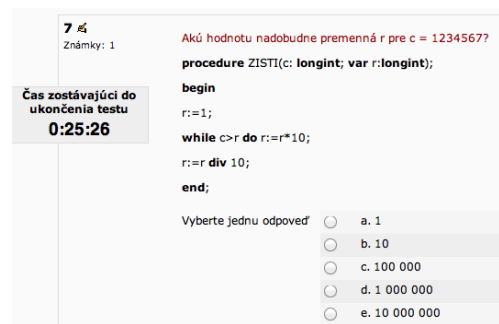 7
Známky: 1
Čas zostávajúci do
ukončenia testu
0:25:26
Akú hodnotu nadobudne premenná r pre c = 1234567?
procedure ZISTI(c: longint; var r:longint);
begin
r:=1;
while c>r do r:=r*10;
r:=r div 10;
end;
Vyberte jednu odpoveď
a. 1
b. 10
c. 100 000
d. 1 000 000
e. 10 000 000